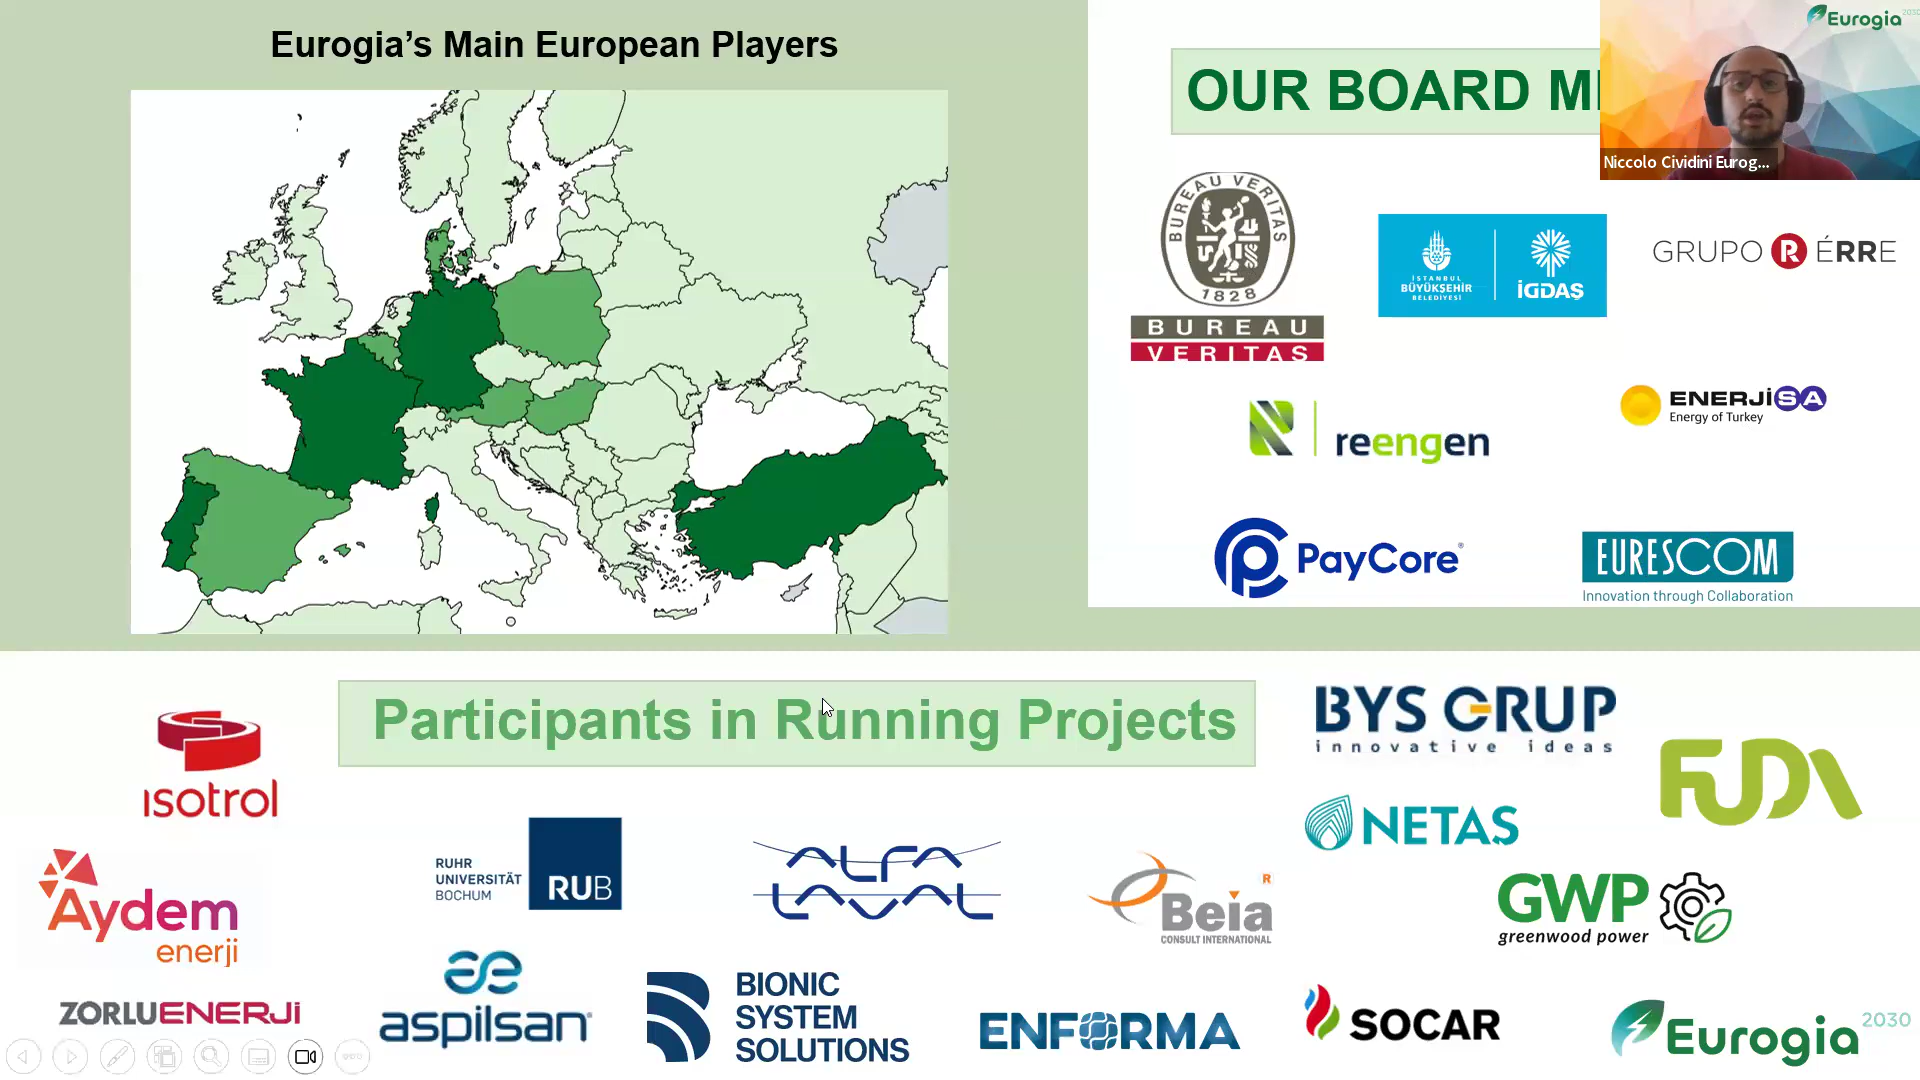 Eurogia's Main European Players
OUR BOARD M
Eurogia
2030
Niccolo Cividini Eurog...
BUREAU VERITAS
1828
BUREAU
VERITAS
İSTANBUL
BÜYÜKŞEHİR
BELEDİYESİ
İGDAŞ
GRUPO R ÉRRE
reengen
ENERJİSA
Energy of Turkey
PayCore®
EURESCOM
Innovation through Collaboration
Participants in Running Projects
BYS GRUP
innovative ideas
isotrol
FUDA
NETAS
RUHR
UNIVERSITÄT
BOCHUM
RUB
ALFA
LAVAL
Aydem
enerji
Beia
R
CONSULT INTERNATIONAL
GWP
greenwood power
ZORLUENERJİ
aspilsan
BIONIC
SYSTEM
SOLUTIONS
ENFORMA
SOCAR
Eurogia
2030